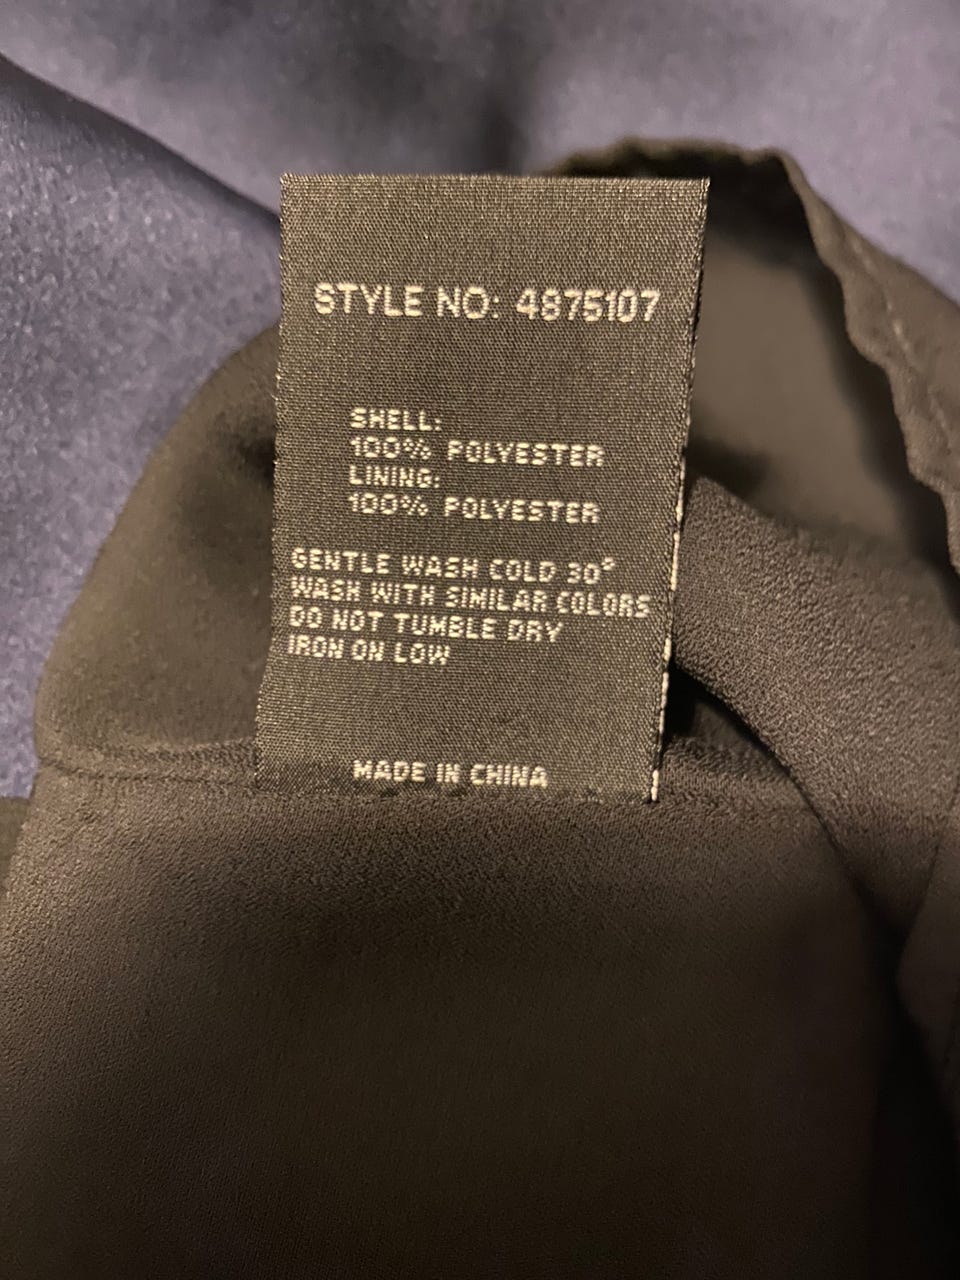 STYLE NO: 4875107
SHELL:
100% POLYESTER
LINING:
100% POLYESTER
GENTLE WASH COLD 30°
WASH WITH SIMILAR COLORS
DO NOT TUMBLE DRY
IRON ON LOW
MADE IN CHINA